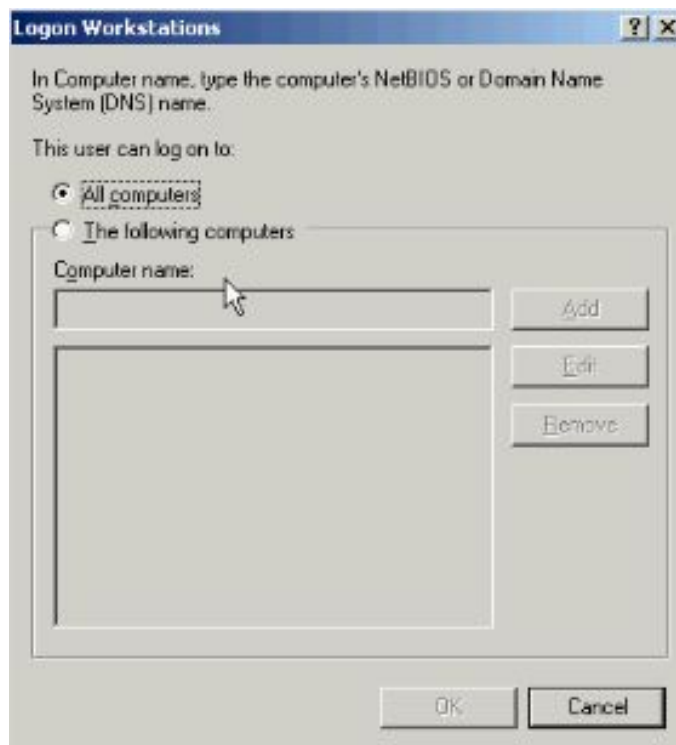 Logon Workstations
In Computer name, type the computer's NetBIOS or Domain Name
System (DNS) name.
This user can log on to:
All computers
The following computers
Computer name:
Add
Edit
Remove
OK
Cancel